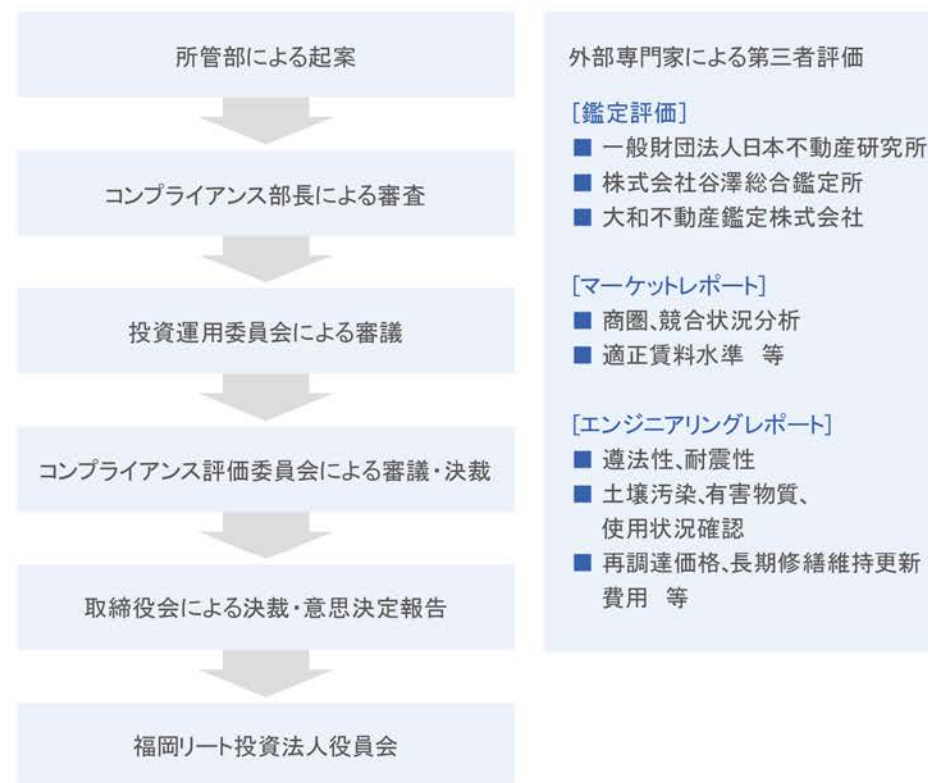 所管部による起案
コンプライアンス部長による審査
投資運用委員会による審議
コンプライアンス評価委員会による審議・決裁
取締役会による決裁・意思決定報告
福岡リート投資法人役員会
外部専門家による第三者評価
[鑑定評価]
■ 一般財団法人日本不動産研究所
■ 株式会社谷澤総合鑑定所
■ 大和不動産鑑定株式会社
[マーケットレポート]
■ 商圏、競合状況分析
■ 適正賃料水準　等
[エンジニアリングレポート]
■ 遵法性、耐震性
■ 土壌汚染、有害物質、
使用状況確認
■ 再調達価格、長期修繕維持更新
費用　等